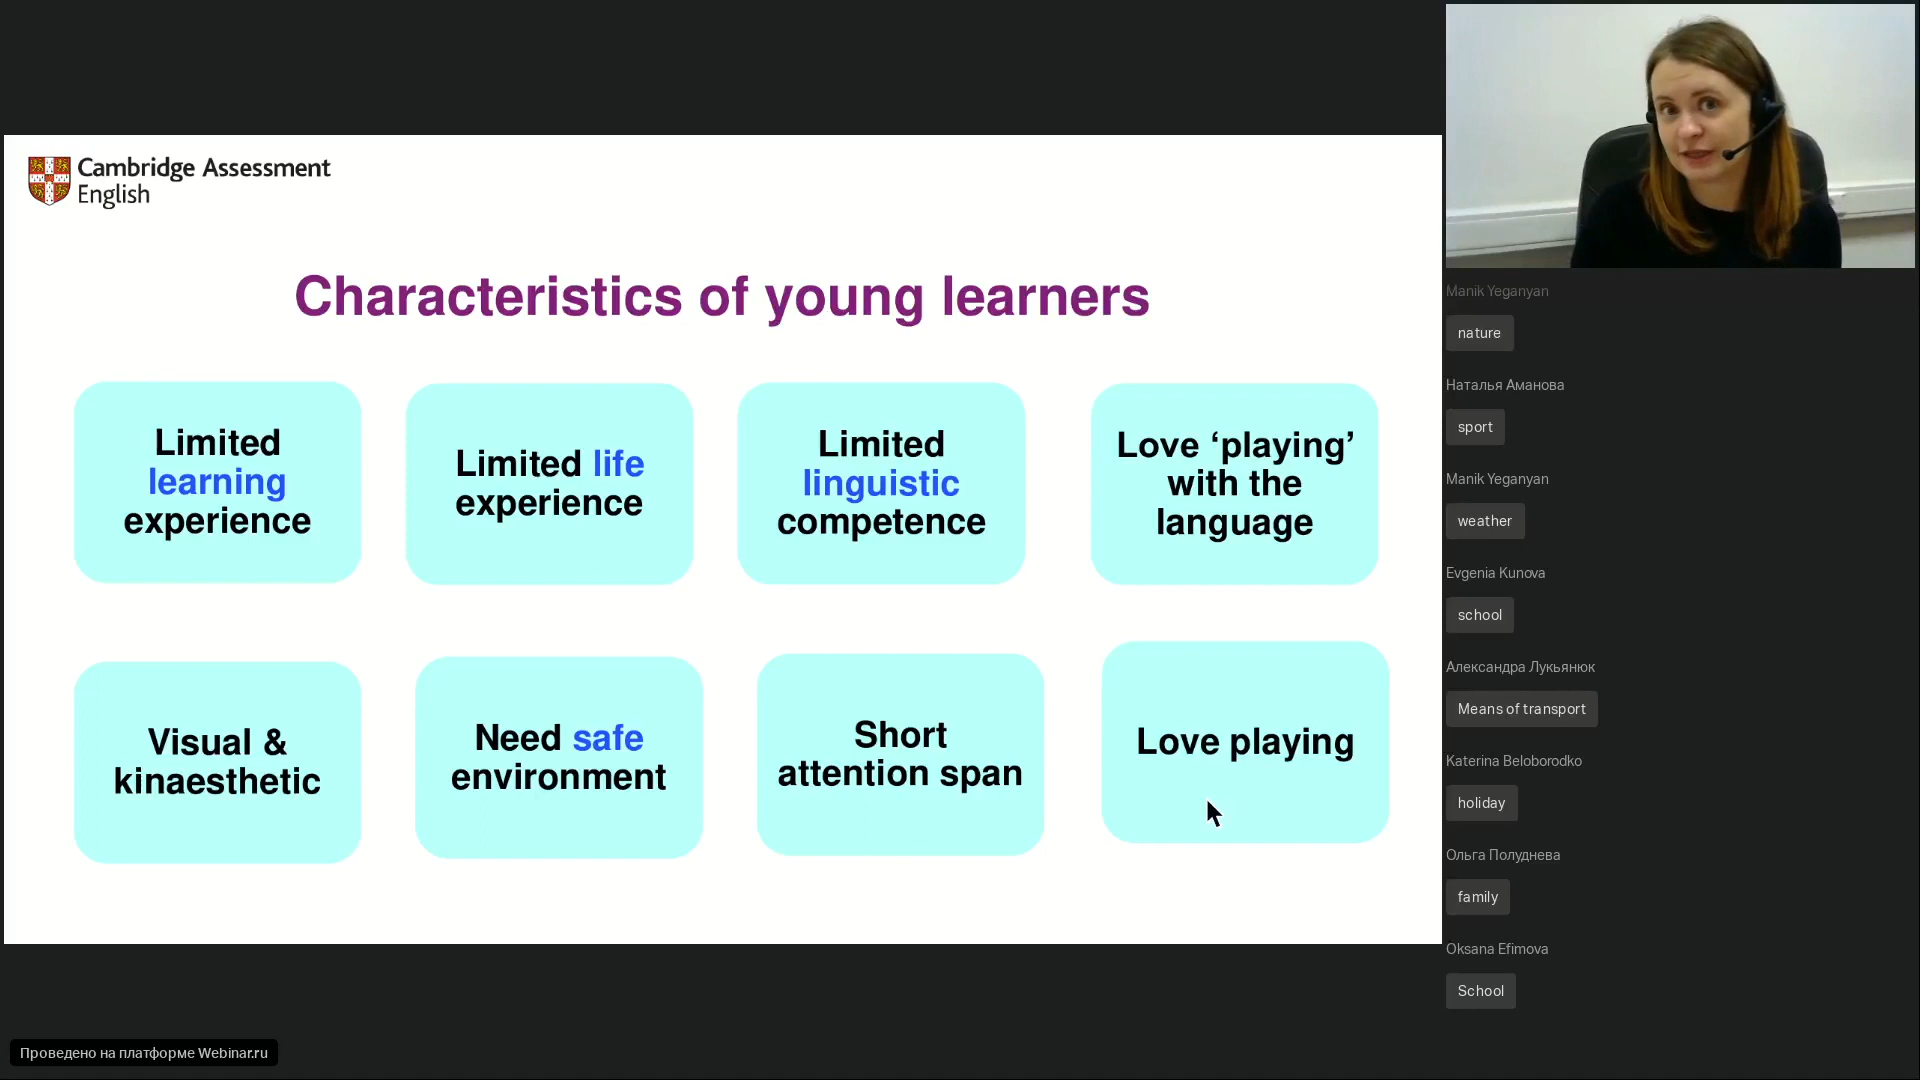 Cambridge Assessment
English
Characteristics of young learners
Limited
learning
experience
Limited life
experience
Limited
linguistic
competence
Love ‘playing’
with the
language
Visual &
kinaesthetic
Need safe
environment
Short
attention span
Love playing
Manik Yeganyan
nature
Наталья Аманова
sport
Manik Yeganyan
weather
Evgenia Kunova
school
Александра Лукьянюк
Means of transport
Katerina Beloborodko
holiday
Ольга Полуднева
family
Oksana Efimova
School
Проведено на платформе Webinar.ru